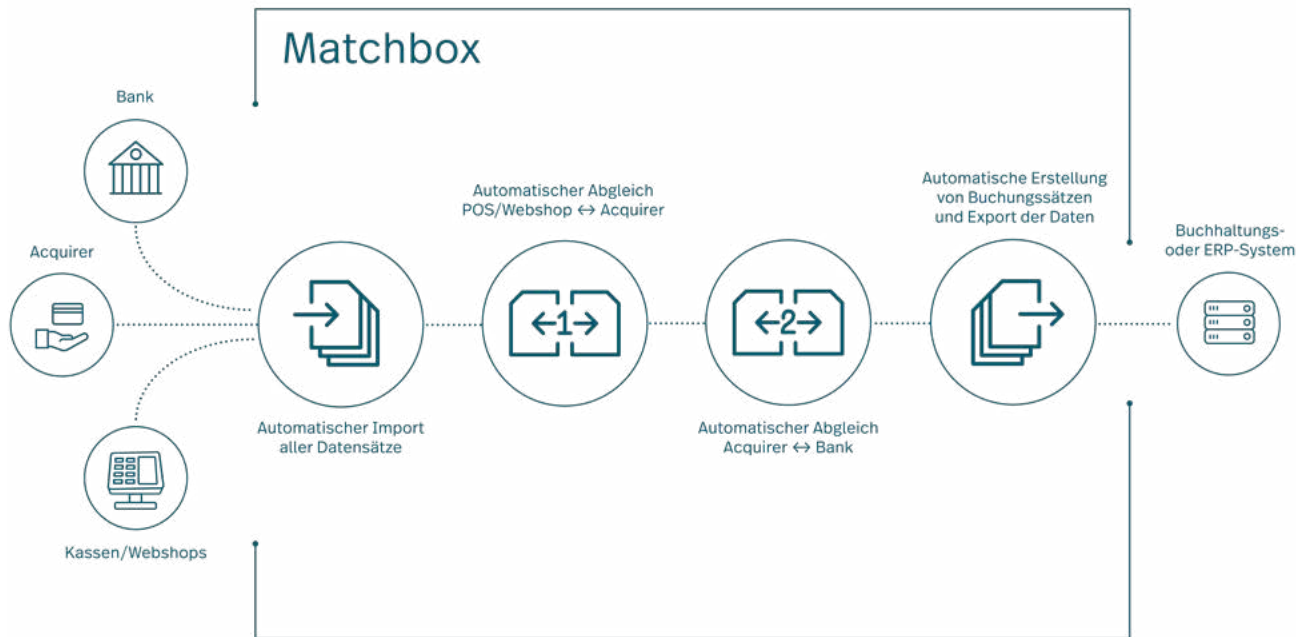 Matchbox
Bank
Acquirer
Kassen/Webshops
Automatischer Import
aller Datensätze
Automatischer Abgleich
POS/Webshop ↔ Acquirer
←1→
←2→
Automatischer Abgleich
Acquirer ↔ Bank
Automatische Erstellung
von Buchungssätzen
und Export der Daten
Buchhaltungs-
oder ERP-System